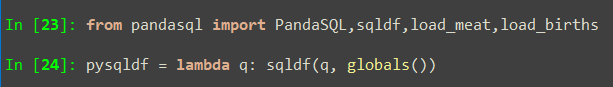 In [23]: from pandasql import PandaSQL,sqldf,load_meat,load_births
In [24]: pysqldf = lambda q: sqldf(q, globals())